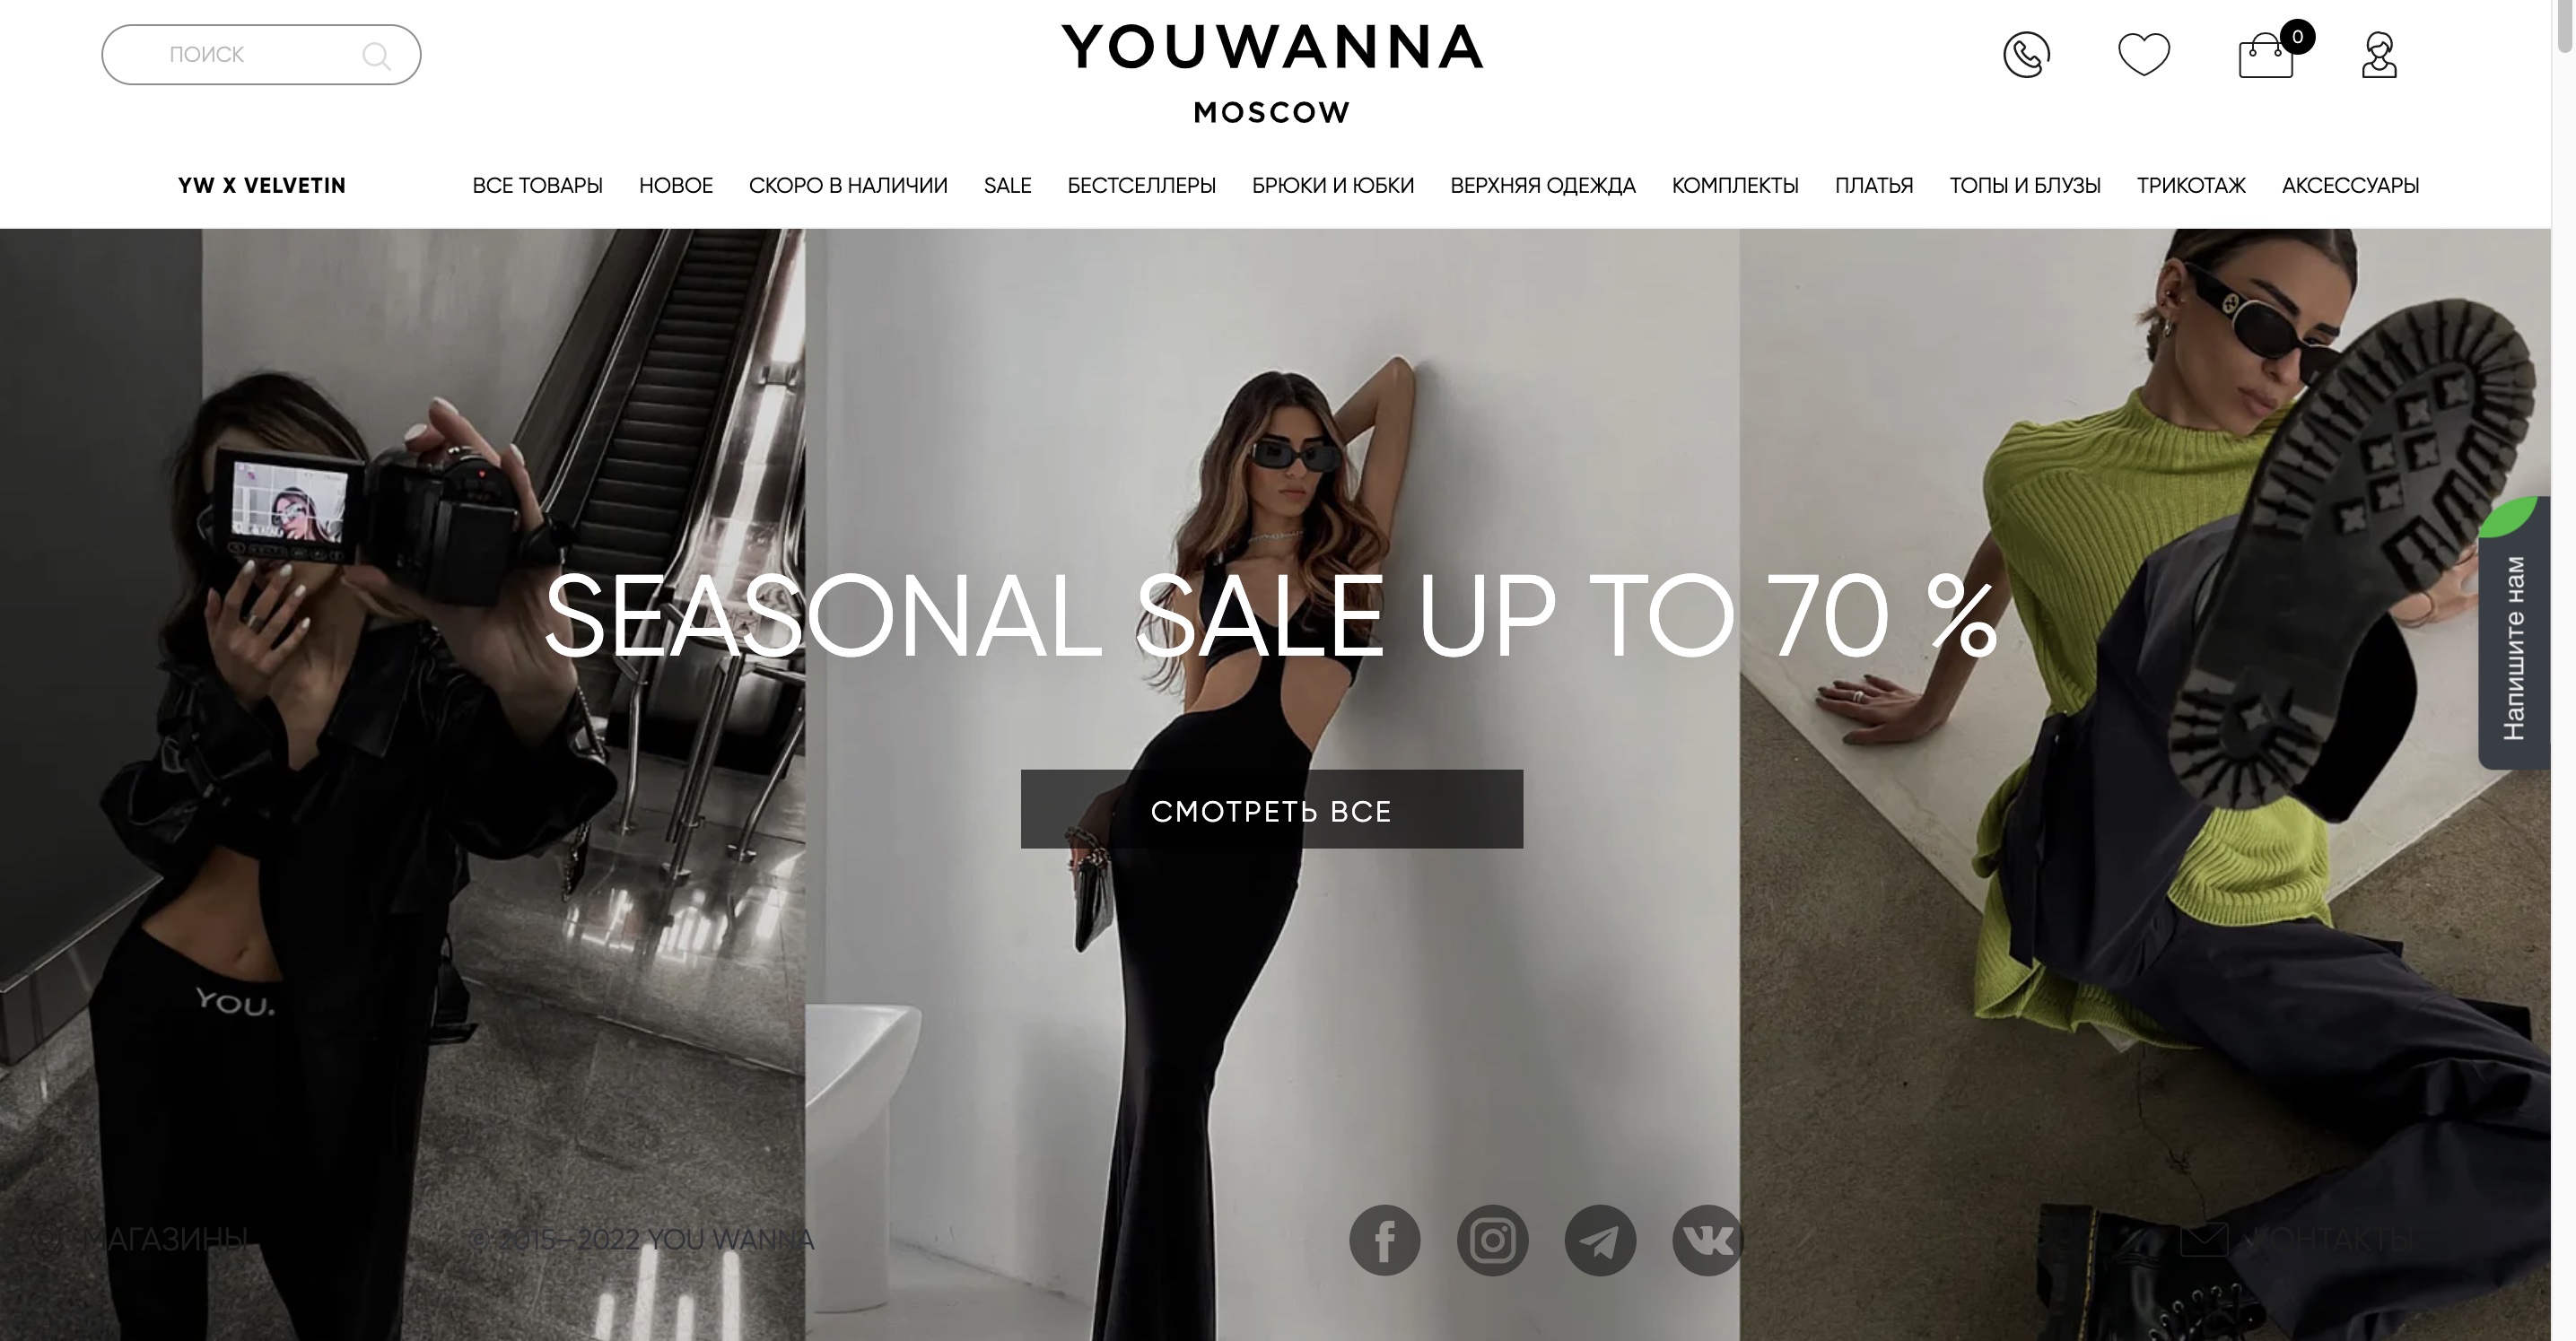 ПОИСК
YOUWANNA
MOSCOW
0
YW X VELVETIN
ВСЕ ТОВАРЫ
НОВОЕ
СКОРО В НАЛИЧИИ
SALE
БЕСТСЕЛЛЕРЫ
БРЮКИ И ЮБКИ
ВЕРХНЯЯ ОДЕЖДА
КОМПЛЕКТЫ
ПЛАТЬЯ
ТОПЫ И БЛУЗЫ
ТРИКОТАЖ
АКСЕССУАРЫ
SEASONAL SALE UP TO 70 %
СМОТРЕТЬ ВСЕ
Напишите нам
YOU.
МАГАЗИНЫ
© 2015—2022 YOU WANNA
КОНТАКТЫ